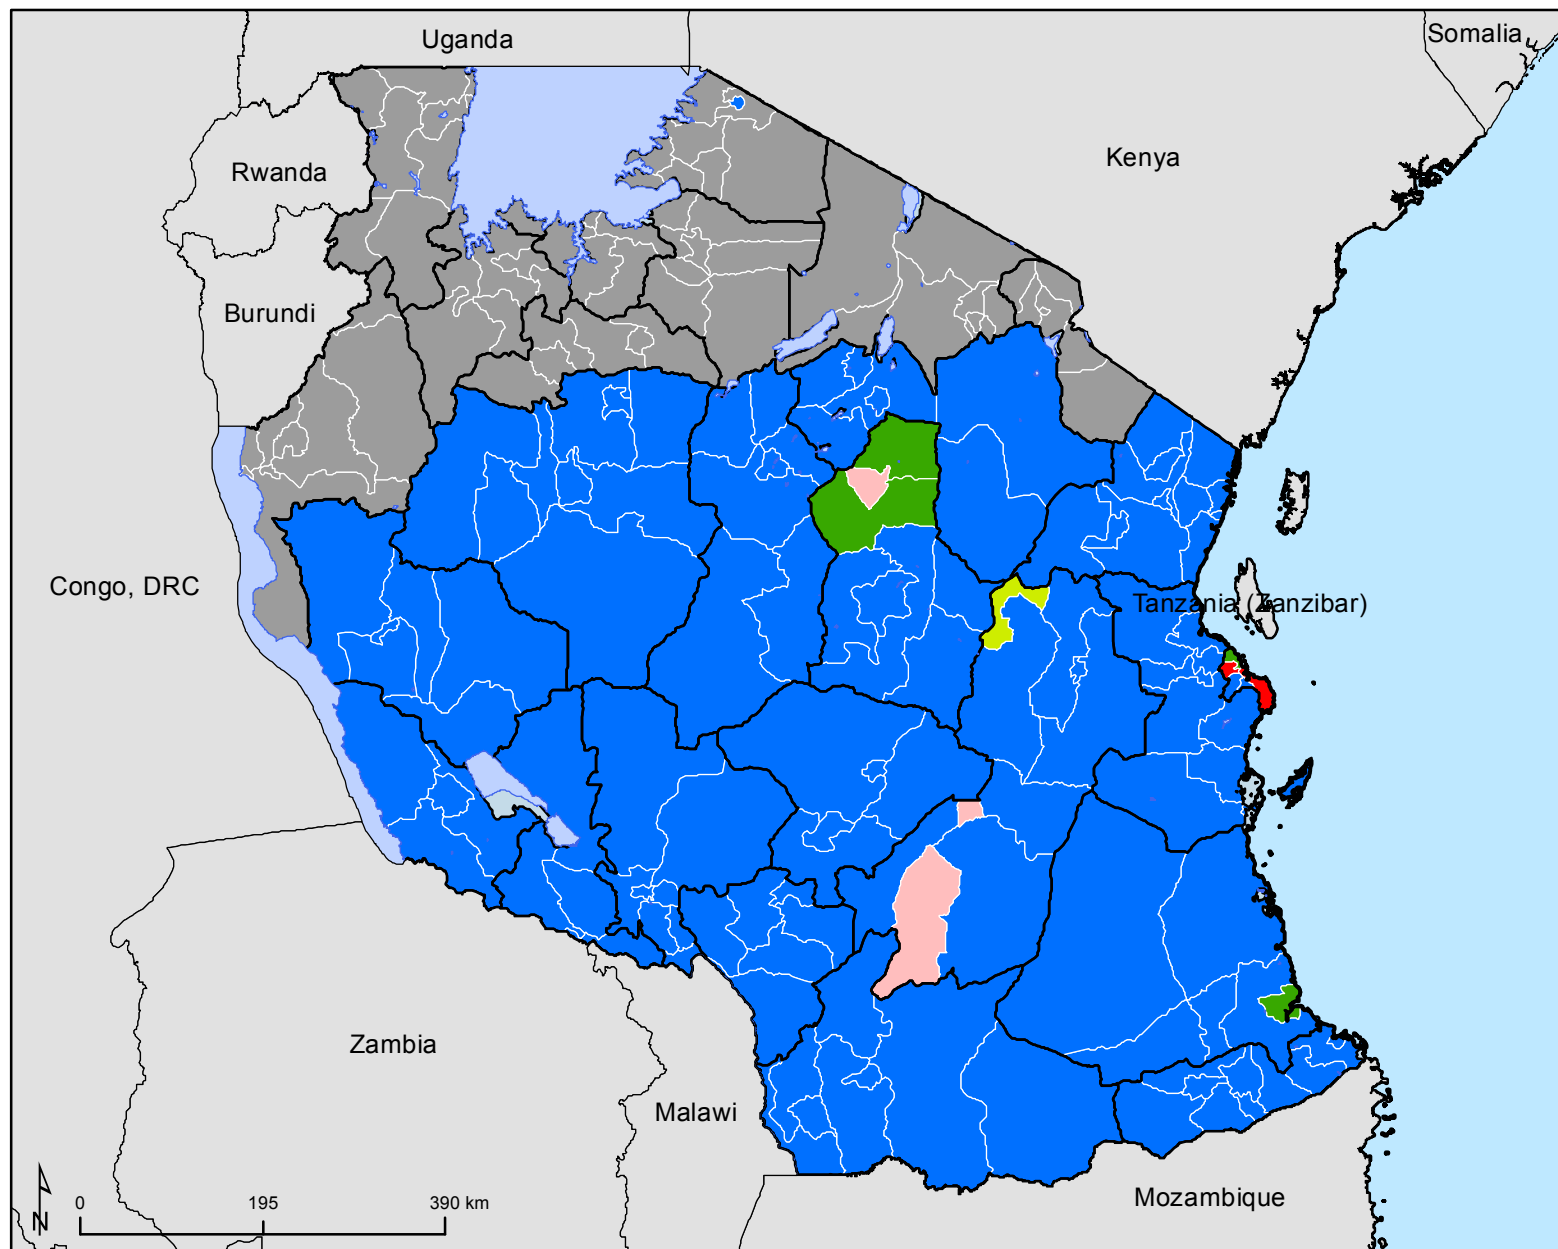 Uganda
Somalia
Kenya
Rwanda
Burundi
Congo, DRC
Tanzania (Zanzibar)
Zambia
Malawi
Mozambique
N
0 195 390 km